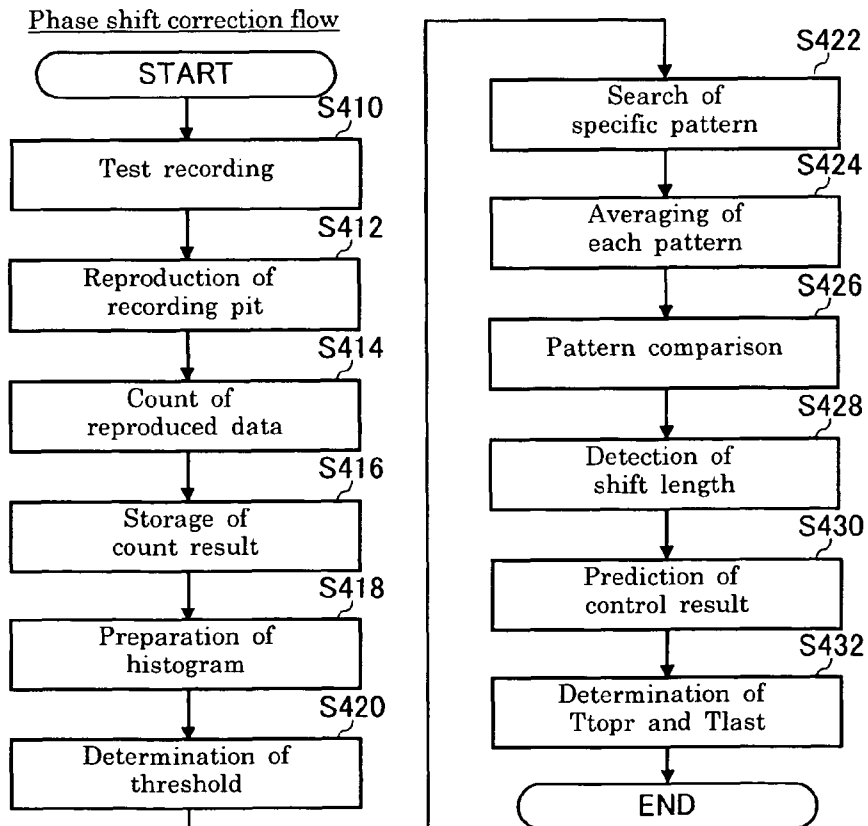 Phase shift correction flow
START
S410
Test recording
S412
Reproduction of
recording pit
S414
Count of
reproduced data
S416
Storage of
count result
S418
Preparation of
histogram
S420
Determination of
threshold
S422
Search of
specific pattern
S424
Averaging of
each pattern
S426
Pattern comparison
S428
Detection of
shift length
S430
Prediction of
control result
S432
Determination of
Ttopr and Tlast
END